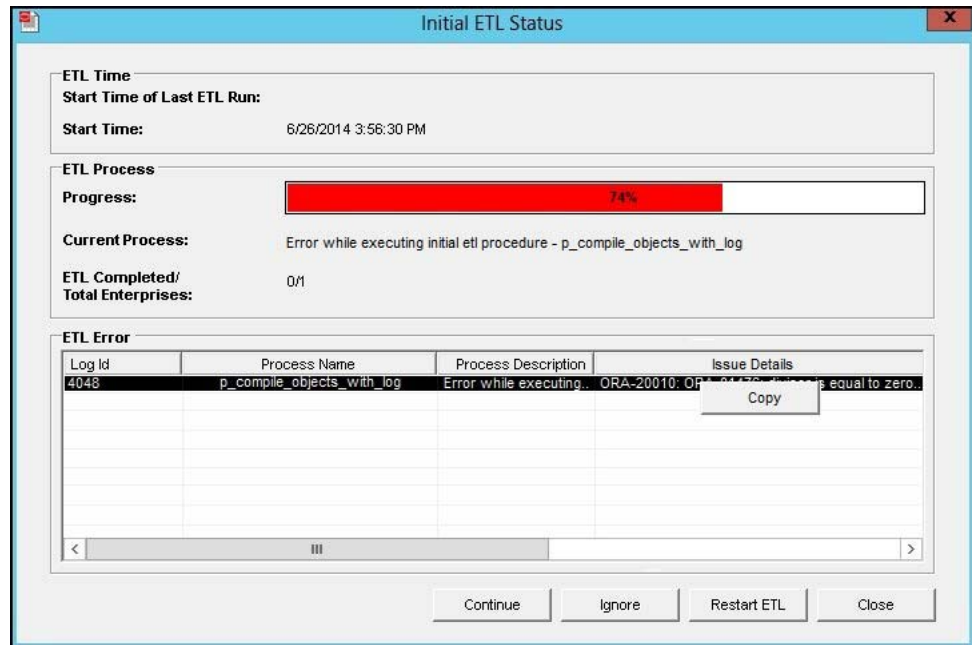 Initial ETL Status
x
ETL Time
Start Time of Last ETL Run:
Start Time: 6/26/2014 3:56:30 PM
ETL Process
Progress: 74%
Current Process: Error while executing initial etl procedure - p_compile_objects_with_log
ETL Completed/
Total Enterprises: 0/1
ETL Error
Log Id Process Name Process Description Issue Details
4048 p_compile_objects_with_log Error while executing.. ORA-20010: is equal to zero..
Copy
Continue Ignore Restart ETL Close